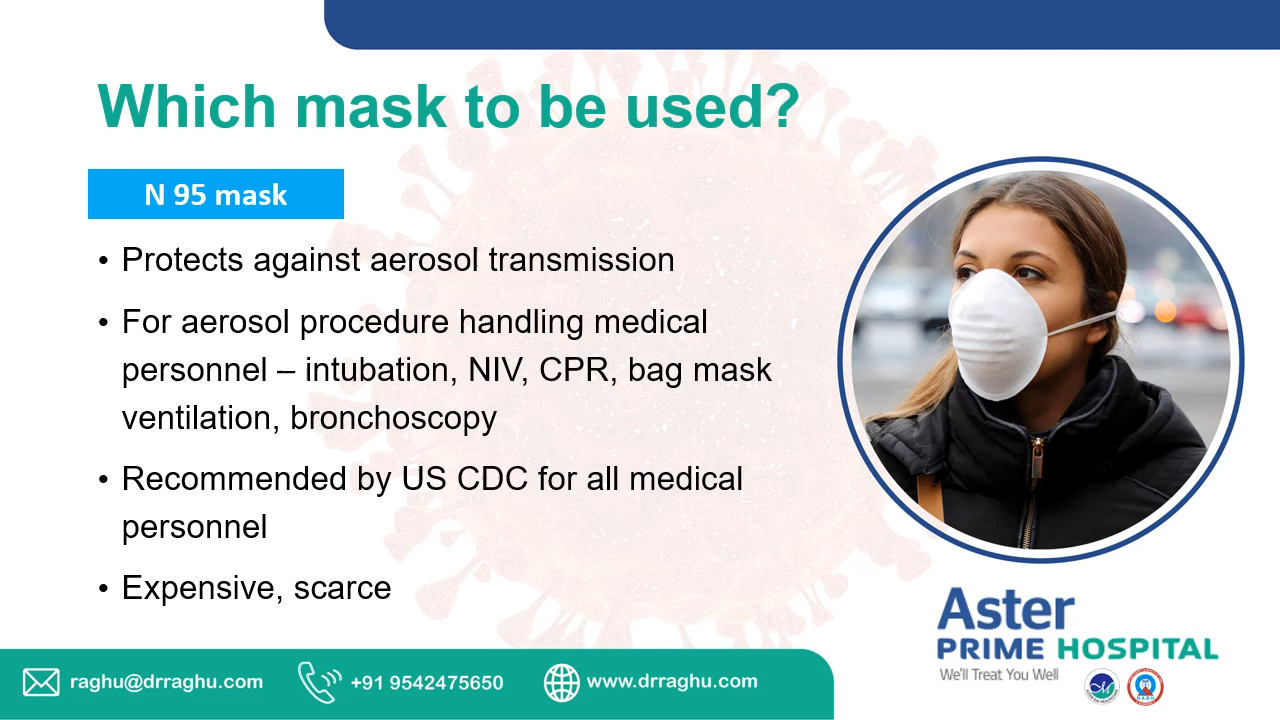 Which mask to be used?
N 95 mask
• Protects against aerosol transmission
• For aerosol procedure handling medical
personnel – intubation, NIV, CPR, bag mask
ventilation, bronchoscopy
• Recommended by US CDC for all medical
personnel
• Expensive, scarce
Aster
PRIME HOSPITAL
We'll Treat You Well
raghu@drraghu.com
+91 9542475650
www.drraghu.com